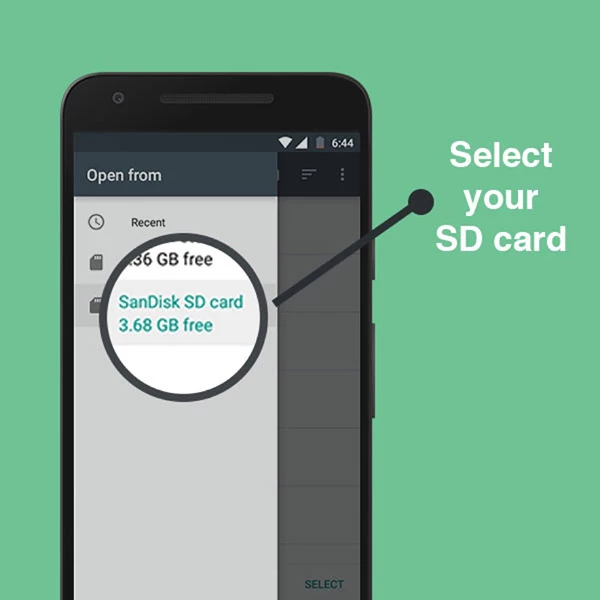 6:44
Open from
Recent
.36 GB free
SanDisk SD card
3.68 GB free
Select
your
SD card
SELECT